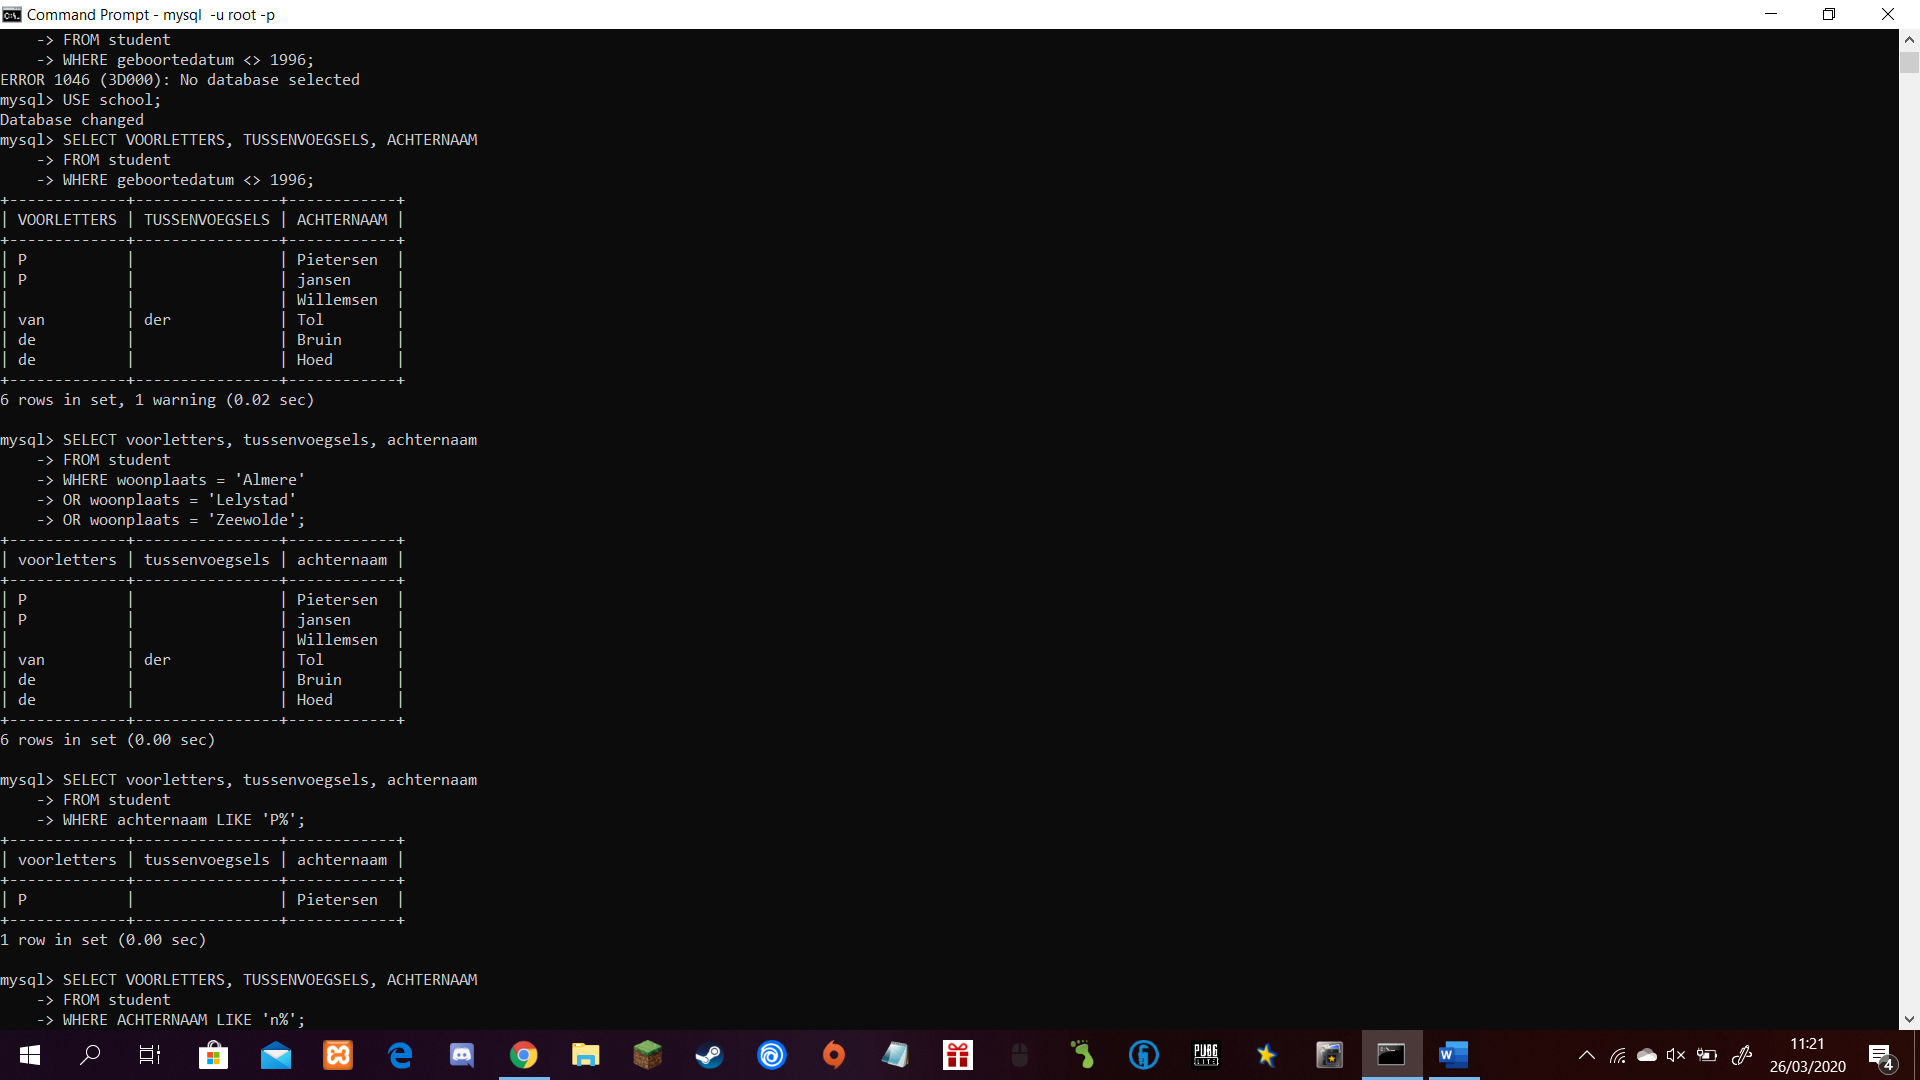 Command Prompt - mysql  -u root -p
    -> FROM student
    -> WHERE geboortedatum <> 1996;
ERROR 1046 (3D000): No database selected
mysql> USE school;
Database changed
mysql> SELECT VOORLETTERS, TUSSENVOEGSELS, ACHTERNAAM
    -> FROM student
    -> WHERE geboortedatum <> 1996;
+-------------+----------------+------------+
| VOORLETTERS | TUSSENVOEGSELS | ACHTERNAAM |
+-------------+----------------+------------+
| P           |                | Pietersen  |
| P           |                | jansen     |
|             |                | Willemsen  |
| van         | der            | Tol        |
| de          |                | Bruin      |
| de          |                | Hoed       |
+-------------+----------------+------------+
6 rows in set, 1 warning (0.02 sec)
mysql> SELECT voorletters, tussenvoegsels, achternaam
    -> FROM student
    -> WHERE woonplaats = 'Almere'
    -> OR woonplaats = 'Lelystad'
    -> OR woonplaats = 'Zeewolde';
+-------------+----------------+------------+
| voorletters | tussenvoegsels | achternaam |
+-------------+----------------+------------+
| P           |                | Pietersen  |
| P           |                | jansen     |
|             |                | Willemsen  |
| van         | der            | Tol        |
| de          |                | Bruin      |
| de          |                | Hoed       |
+-------------+----------------+------------+
6 rows in set (0.00 sec)
mysql> SELECT voorletters, tussenvoegsels, achternaam
    -> FROM student
    -> WHERE achternaam LIKE 'P%';
+-------------+----------------+------------+
| voorletters | tussenvoegsels | achternaam |
+-------------+----------------+------------+
| P           |                | Pietersen  |
+-------------+----------------+------------+
1 row in set (0.00 sec)
mysql> SELECT VOORLETTERS, TUSSENVOEGSELS, ACHTERNAAM
    -> FROM student
    -> WHERE ACHTERNAAM LIKE 'n%';
PUBG LITE
W
11:21
26/03/2020
4